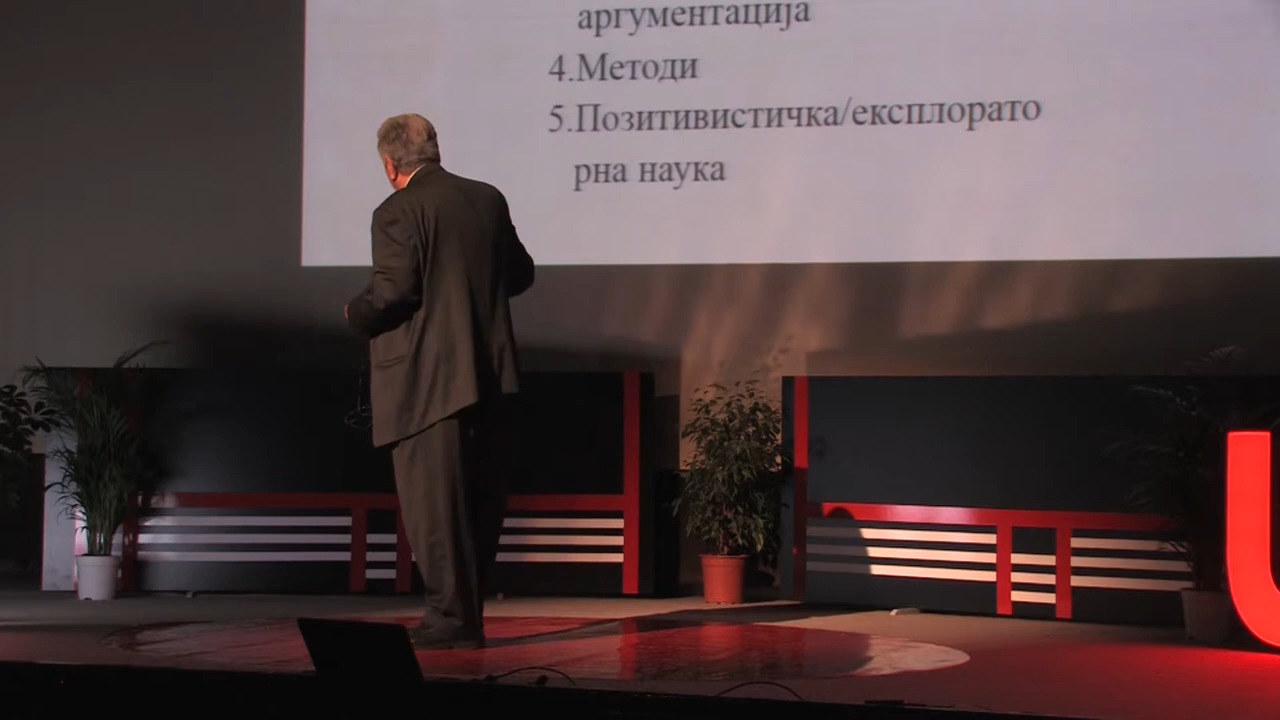 аргументација
4.Методи
5.Позитивистичка/експлорато
рна наука
U